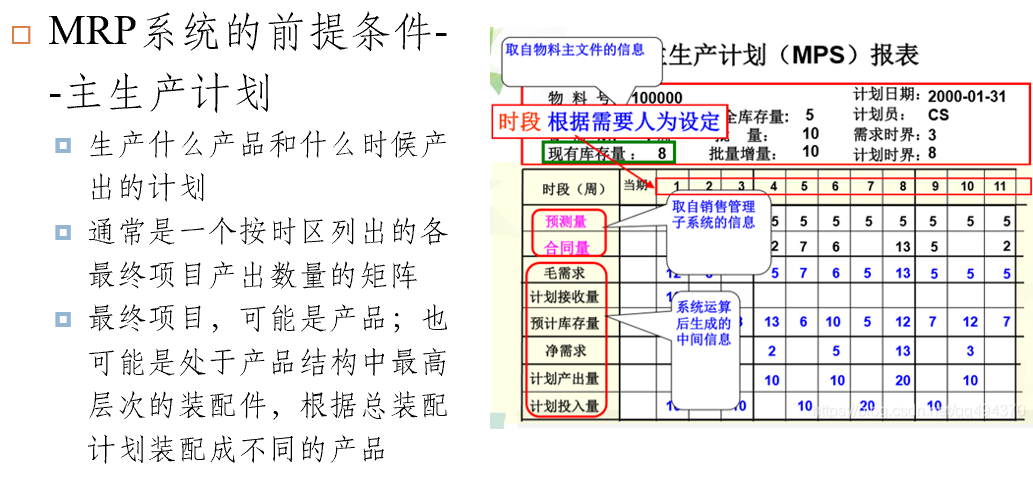 MRP系统的前提条件-
-主生产计划
生产什么产品和什么时候产
出的计划
通常是一个按时区列出的各
最终项目产出数量的矩阵
最终项目，可能是产品；也
可能是处于产品结构中最高
层次的装配件，根据总装配
计划装配成不同的产品
取自物料主文件的信息
主生产计划（MPS）报表
物 料 号 100000
计划日期：2000-01-31
全库存量： 5
计划员： CS
时段 根据需要人为设定
批 量： 10
需求时界：3
现有库存量： 8
批量增量： 10
计划时界：8
时段（周） 当期 1 2 3 4 5 6 7 8 9 10 11
取自销售管理
子系统的信息
预测量 5 5 5 5 5 5 5 5
合同量 2 7 6 13 5 2
毛需求 5 7 6 5 13 5 5 5
计划接收量
系统运算
后生成的
中间信息
预计库存量 13 6 10 5 12 7 12 7
净需求 2 5 13 3
计划产出量 10 10 20 10
计划投入量 10 20 10